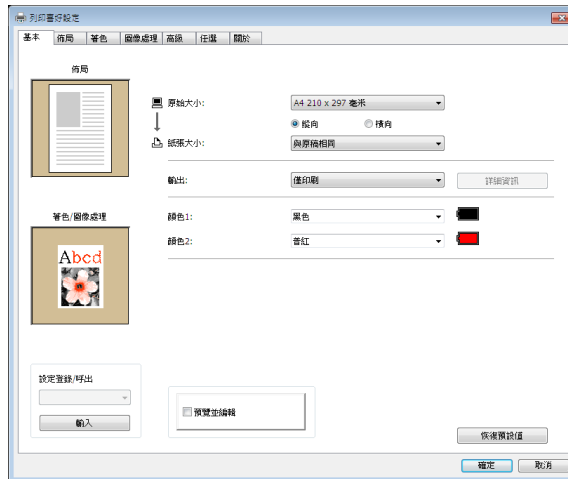 列印喜好設定
基本 佈局 著色 圖像處理 高級 任選 關於
佈局
原始大小: A4 210 x 297 毫米
縱向 橫向
紙張大小: 與原稿相同
輸出: 僅印刷 詳細資訊
著色/圖像處理
顏色1: 黑色
顏色2: 普紅
Abcd
設定登錄/呼出
輸入
預覽並編輯
恢復預設值
確定 取消